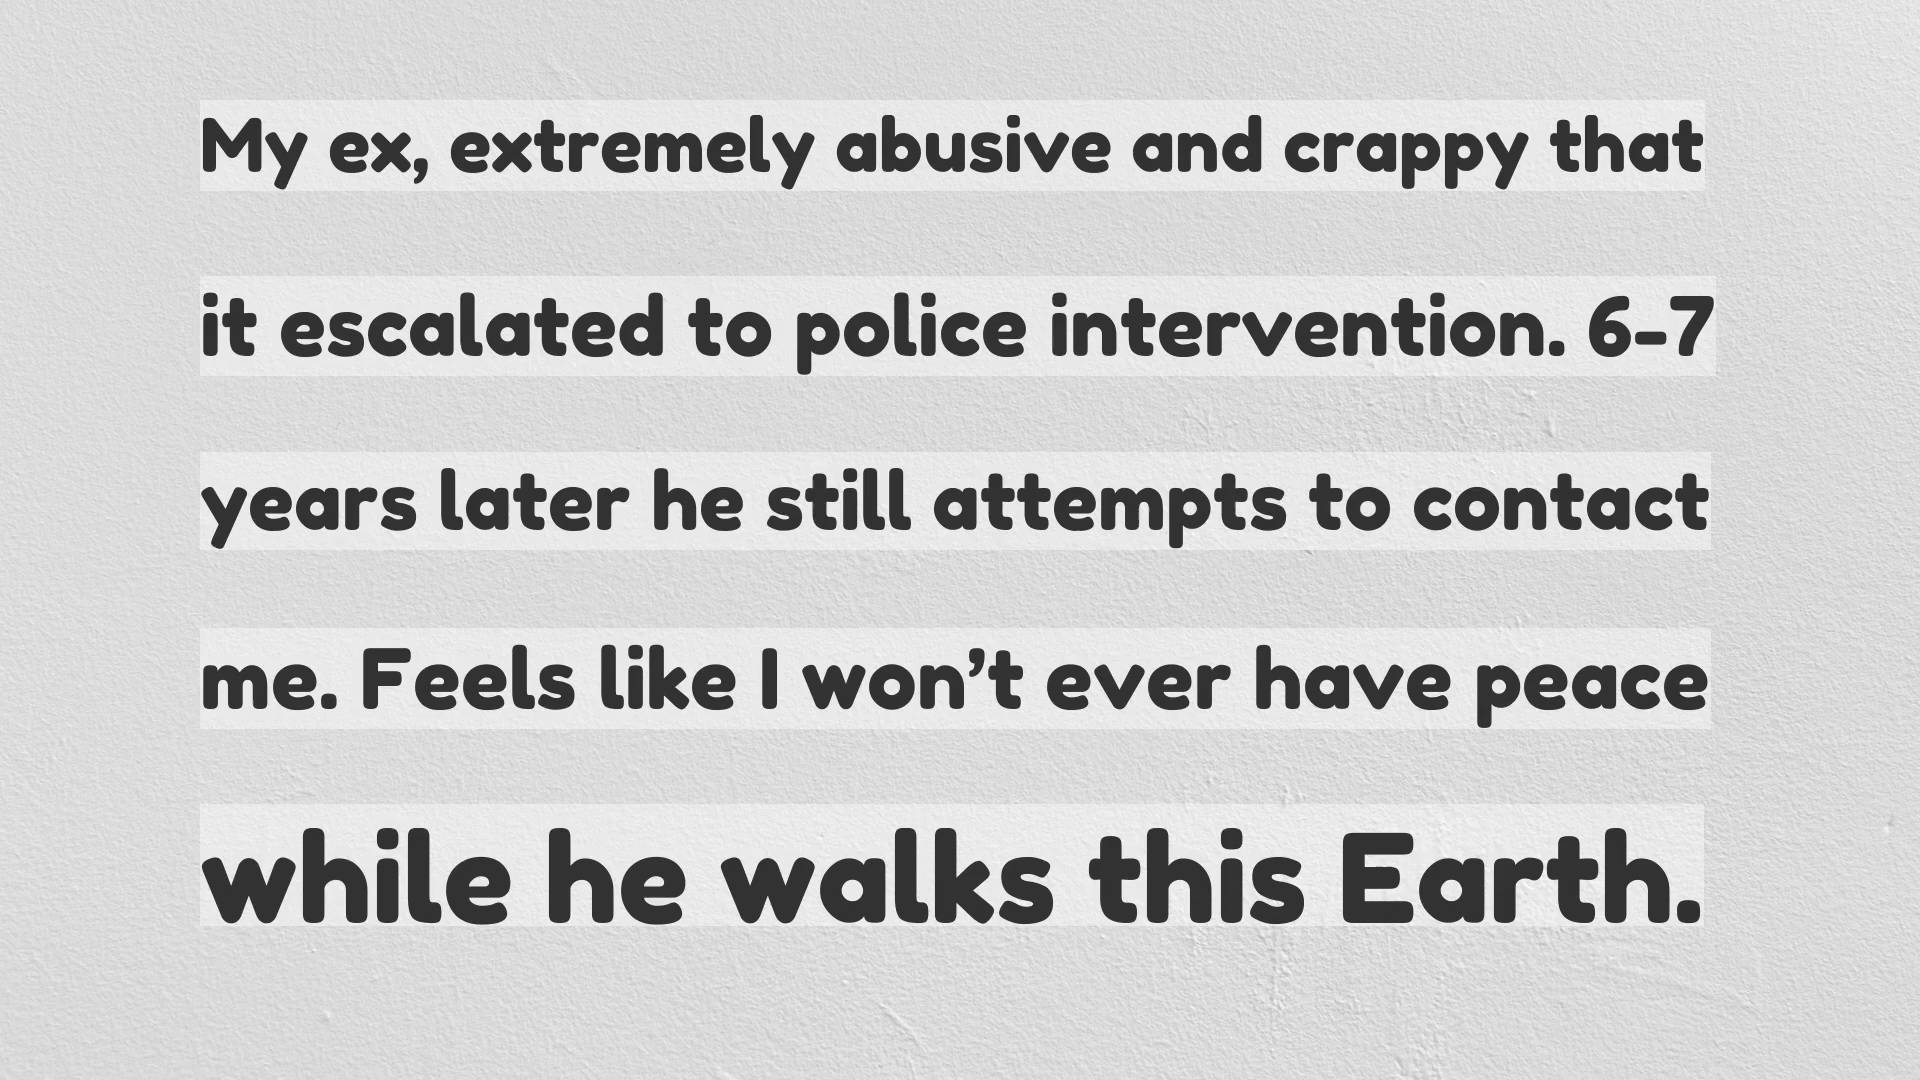 My ex, extremely abusive and crappy that
it escalated to police intervention. 6-7
years later he still attempts to contact
me. Feels like I won’t ever have peace
while he walks this Earth.